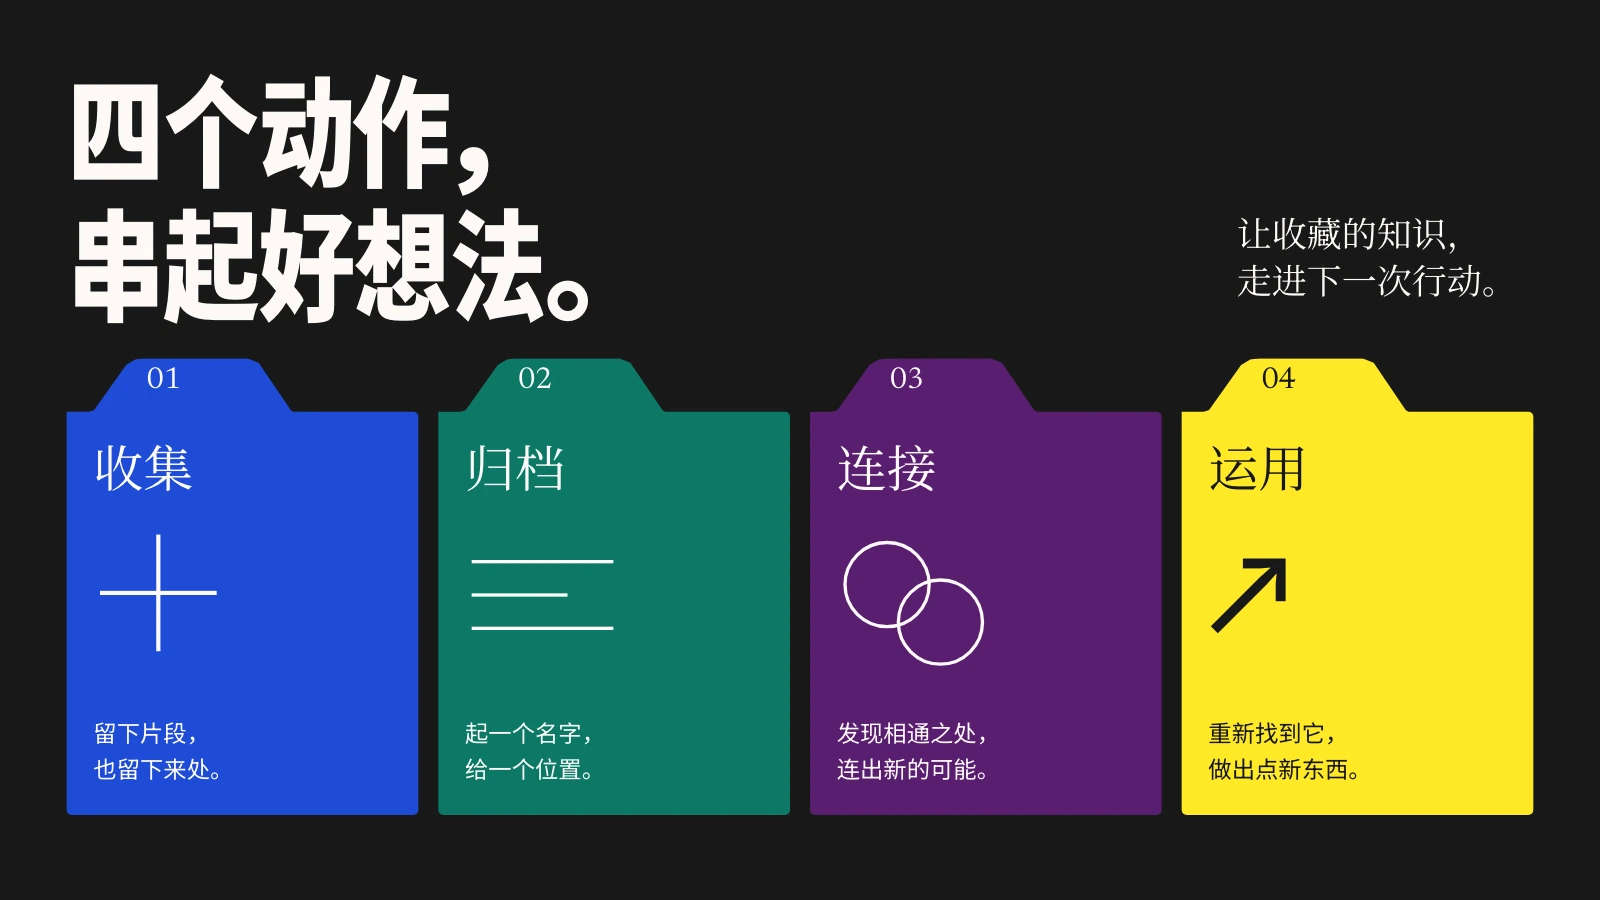 四个动作，
串起好想法。
让收藏的知识，
走进下一次行动。
01
收集
留下片段，
也留下来处。
02
归档
起一个名字，
给一个位置。
03
连接
发现相通之处，
连出新的可能。
04
运用
重新找到它，
做出点新东西。